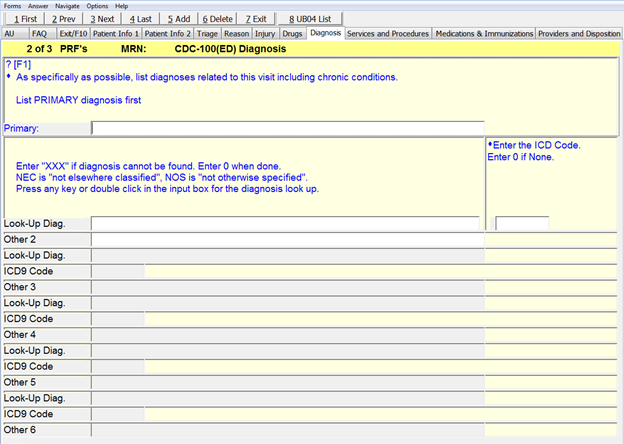 Forms Answer Navigate Options Help
1 First 2 Prev 3 Next 4 Last 5 Add 6 Delete 7 Exit 8 UB04 List
AU FAQ Ext/F10 Patient Info 1 Patient Info 2 Triage Reason Injury Drugs Diagnosis Services and Procedures Medications & Immunizations Providers and Disposition
2 of 3 PRF's MRN: CDC-100(ED) Diagnosis
? [F1]
♦ As specifically as possible, list diagnoses related to this visit including chronic conditions.
List PRIMARY diagnosis first
Primary:
♦Enter the ICD Code.
Enter 0 if None.
Enter "XXX" if diagnosis cannot be found. Enter 0 when done.
NEC is "not elsewhere classified", NOS is "not otherwise specified".
Press any key or double click in the input box for the diagnosis look up.
Look-Up Diag.
Other 2
Look-Up Diag.
ICD9 Code
Other 3
Look-Up Diag.
ICD9 Code
Other 4
Look-Up Diag.
ICD9 Code
Other 5
Look-Up Diag.
ICD9 Code
Other 6